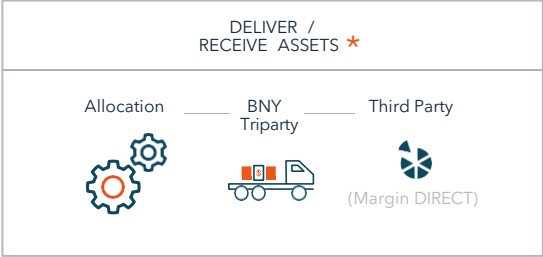 DELIVER /
RECEIVE ASSETS *
Allocation
BNY
Triparty
Third Party
$
(Margin DIRECT)